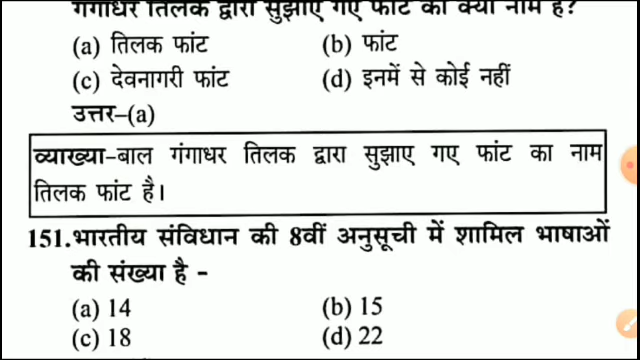 गंगाधर तिलक द्वारा सुझाए गए फांट का क्या नाम है?
(a) तिलक फांट (b) फांट
(c) देवनागरी फांट (d) इनमें से कोई नहीं
उत्तर–(a)
व्याख्या–बाल गंगाधर तिलक द्वारा सुझाए गए फांट का नाम
तिलक फांट है।
151.भारतीय संविधान की 8वीं अनुसूची में शामिल भाषाओं
की संख्या है -
(a) 14 (b) 15
(c) 18 (d) 22